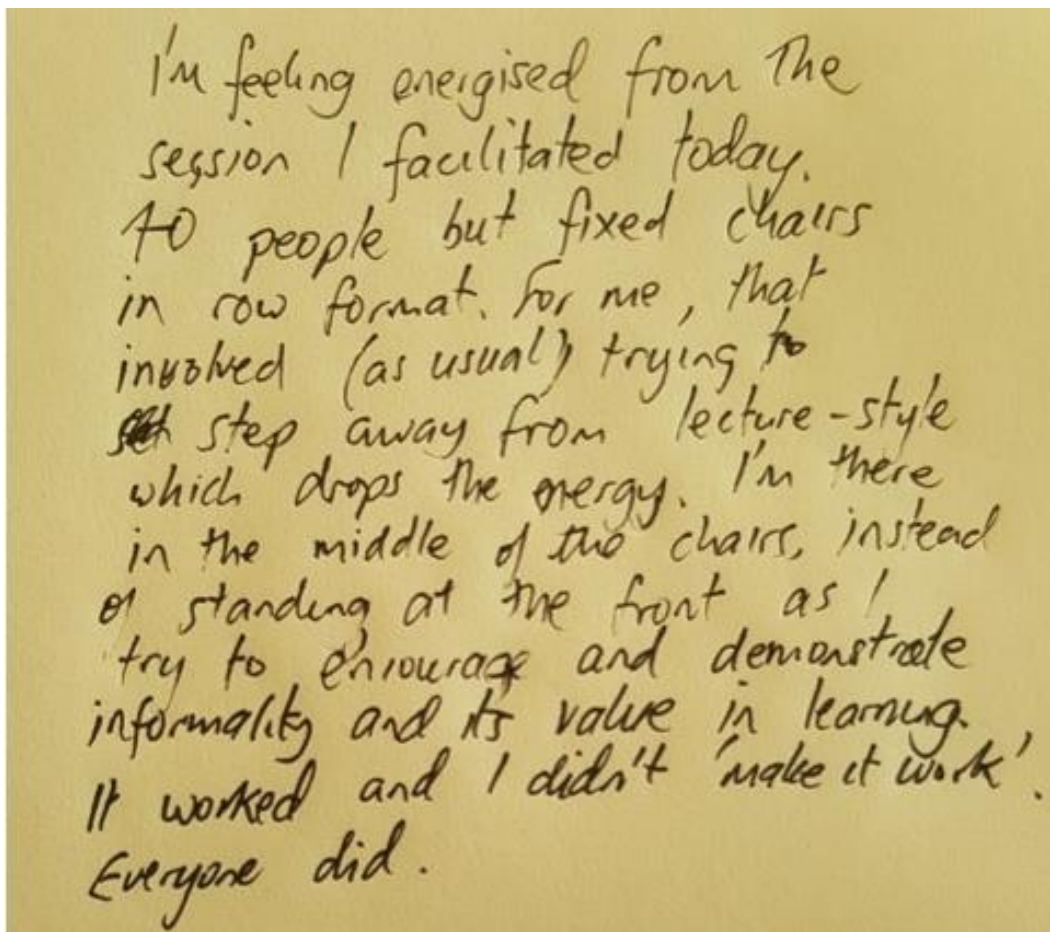 I'm feeling energised from the
session I facilitated today.
40 people but fixed chairs
in row format. For me, that
involved (as usual) trying to
step away from lecture-style
which drops the energy. I'm there
in the middle of the chairs, instead
of standing at the front as I
try to encourage and demonstrate
informality and its value in learning.
It worked and I didn't 'make it work'.
Everyone did.